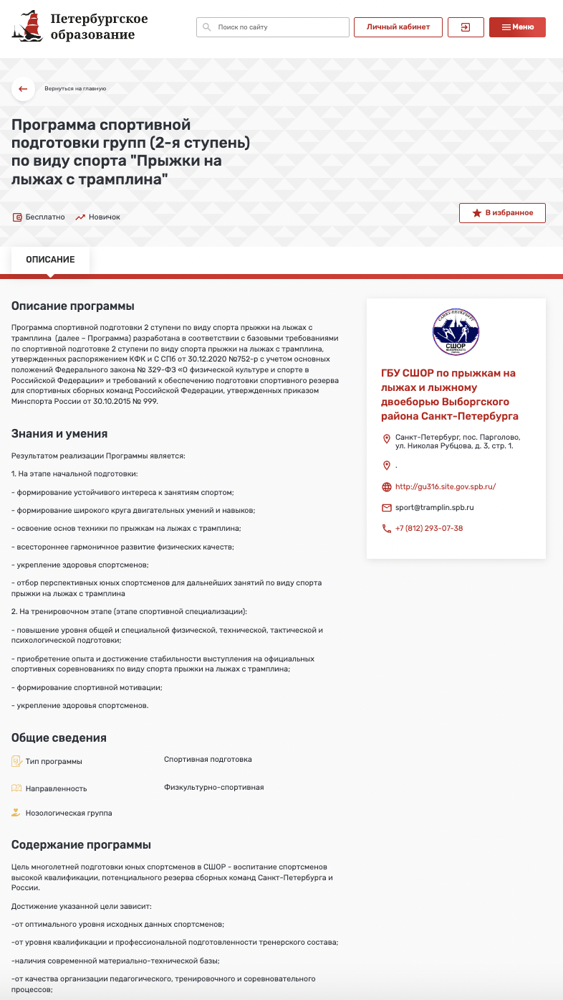 Петербургское
образование
Поиск по сайту
Личный кабинет
Меню
Вернуться на главную
Программа спортивной
подготовки групп (2-я ступень)
по виду спорта "Прыжки на
лыжах с трамплина"
Бесплатно
Новичок
В избранное
ОПИСАНИЕ
Описание программы
Программа спортивной подготовки 2 ступени по виду спорта прыжки на лыжах с
трамплина (далее – Программа) разработана в соответствии с базовыми требованиями
по спортивной подготовке 2 ступени по виду спорта прыжки на лыжах с трамплина,
утвержденных распоряжением КФК и С СПб от 30.12.2020 №752-р с учетом основных
положений Федерального закона № 329-ФЗ «О физической культуре и спорте в
Российской Федерации» и требований к обеспечению подготовки спортивного резерва
для спортивных сборных команд Российской Федерации, утвержденных приказом
Минспорта России от 30.10.2015 № 999.
Знания и умения
Результатом реализации Программы является:
1. На этапе начальной подготовки:
- формирование устойчивого интереса к занятиям спортом;
- формирование широкого круга двигательных умений и навыков;
- освоение основ техники по прыжкам на лыжах с трамплина;
- всестороннее гармоничное развитие физических качеств;
- укрепление здоровья спортсменов;
- отбор перспективных юных спортсменов для дальнейших занятий по виду спорта
прыжки на лыжах с трамплина
2. На тренировочном этапе (этапе спортивной специализации):
- повышение уровня общей и специальной физической, технической, тактической и
психологической подготовки;
- приобретение опыта и достижение стабильности выступления на официальных
спортивных соревнованиях по виду спорта прыжки на лыжах с трамплина;
- формирование спортивной мотивации;
- укрепление здоровья спортсменов.
Общие сведения
Тип программы
Спортивная подготовка
Направленность
Физкультурно-спортивная
Нозологическая группа
Содержание программы
Цель многолетней подготовки юных спортсменов в СШОР - воспитание спортсменов
высокой квалификации, потенциального резерва сборных команд Санкт-Петербурга и
России.
Достижение указанной цели зависит:
-от оптимального уровня исходных данных спортсменов;
-от уровня квалификации и профессиональной подготовленности тренерского состава;
-наличия современной материально-технической базы;
-от качества организации педагогического, тренировочного и соревновательного
процессов;
САНКТ-ПЕТЕРБУРГ
СШОР
ВЫБОРГСКОГО
РАЙОНА
ГБУ СШОР по прыжкам на
лыжах и лыжному
двоеборью Выборгского
района Санкт-Петербурга
Санкт-Петербург, пос. Парголово,
ул. Николая Рубцова, д. 3, стр. 1.
.
http://gu316.site.gov.spb.ru/
sport@tramplin.spb.ru
+7 (812) 293-07-38